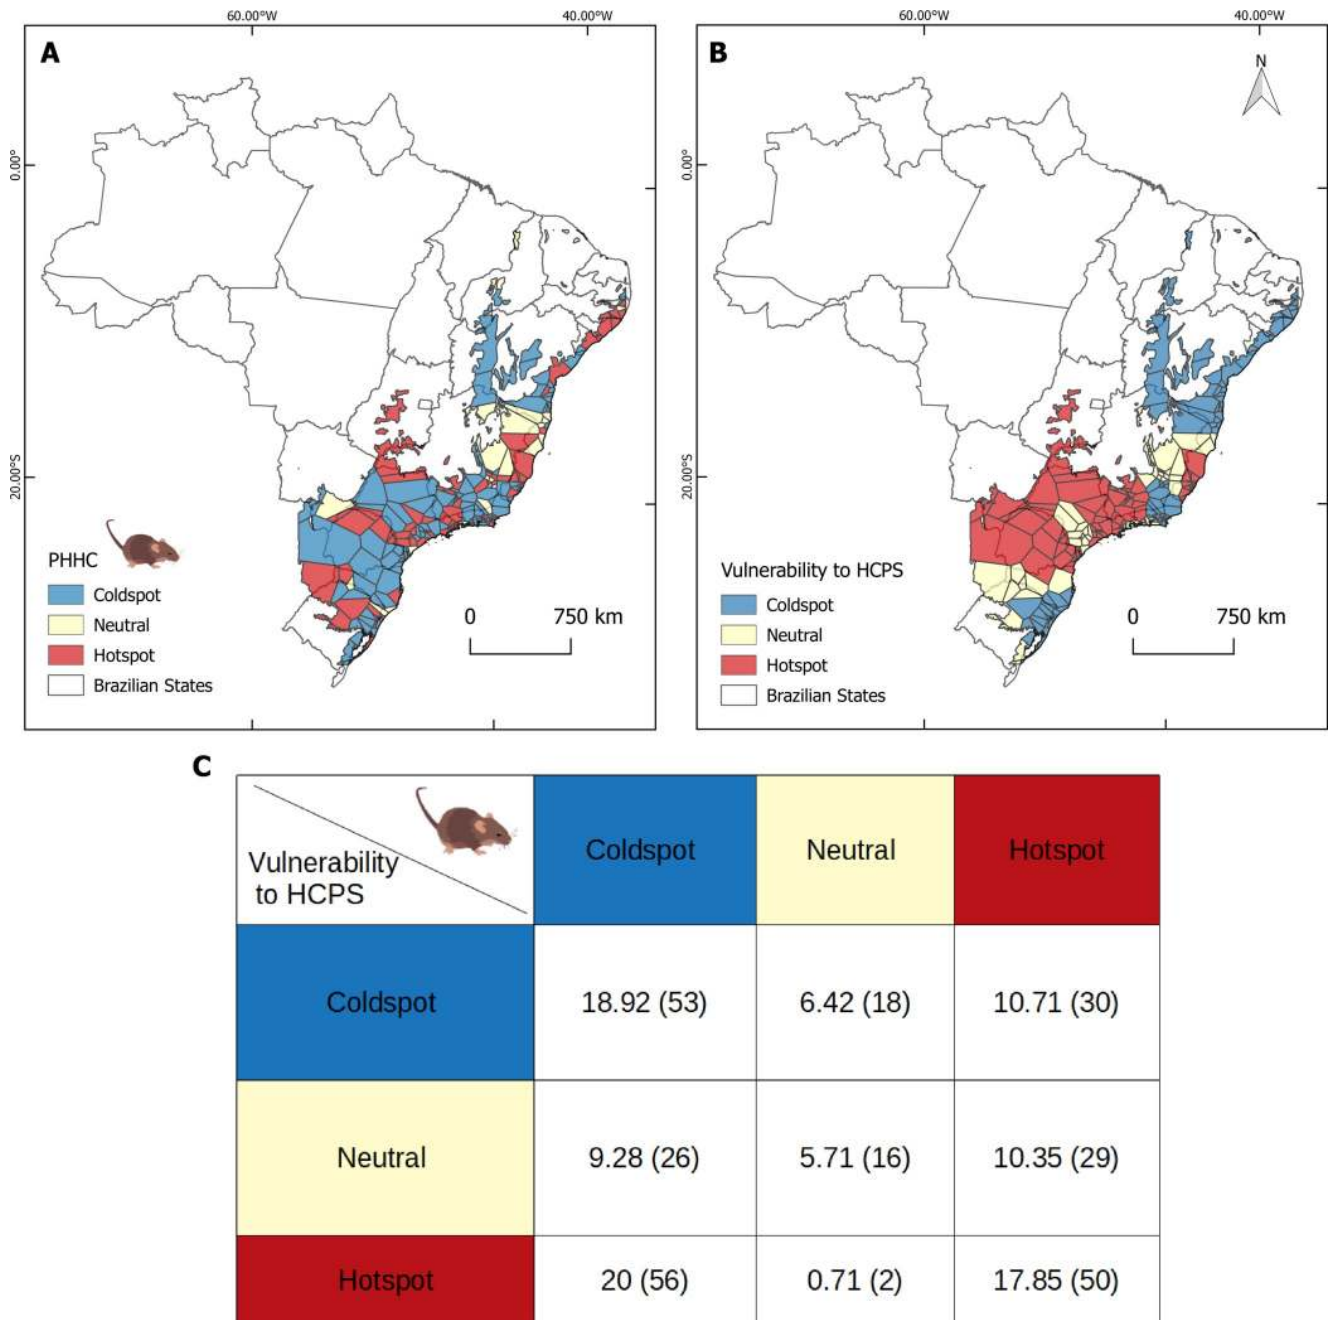 60.00°W 40.00°W
A
0.00°
20.00°S
PHHC
Coldspot
Neutral
Hotspot
Brazilian States
0 750 km
60.00°W 40.00°W
B
N
0.00°
20.00°S
Vulnerability to HCPS
Coldspot
Neutral
Hotspot
Brazilian States
0 750 km
C
Vulnerability
to HCPS
Coldspot Neutral Hotspot
Coldspot 18.92 (53) 6.42 (18) 10.71 (30)
Neutral 9.28 (26) 5.71 (16) 10.35 (29)
Hotspot 20 (56) 0.71 (2) 17.85 (50)